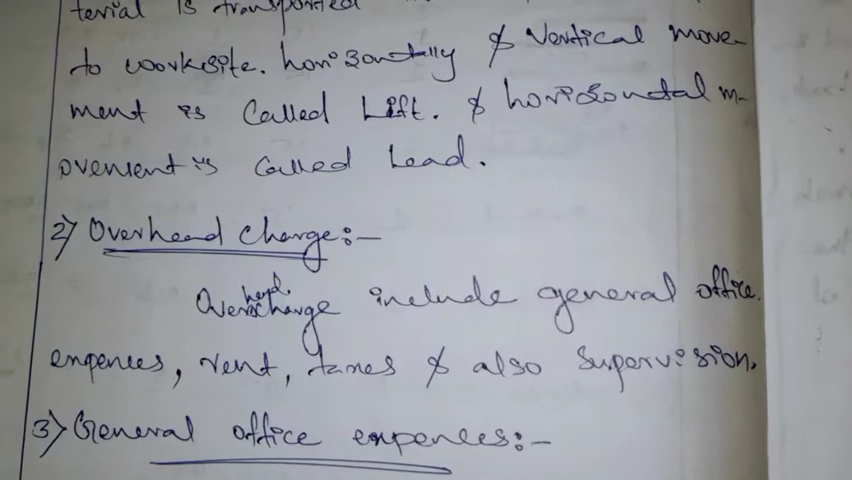 terial is transported
to worksite. horizontally & Vertical move-
ment is Called Lift. & horizontal m-
ovement is Called Lead.
2) Overhead Charge:-
Overhead charge include general office
expences, rent, taxes & also Supervision.
3) General office expences:-